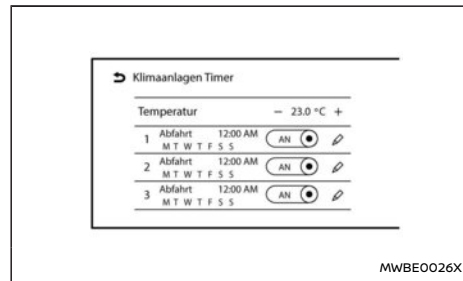 Klimaanlagen Timer
Temperatur − 23.0 °C +
1 Abfahrt 12:00 AM AN
M T W T F S S
2 Abfahrt 12:00 AM AN
M T W T F S S
3 Abfahrt 12:00 AM AN
M T W T F S S
MWBE0026X